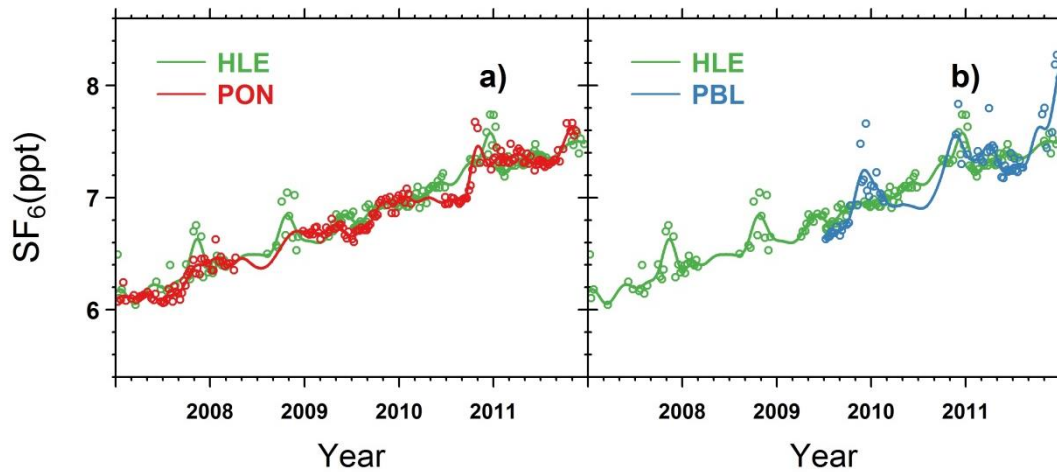 HLE
PON
a)
HLE
PBL
b)
SF6(ppt)
8
7
6
2008 2009 2010 2011
2008 2009 2010 2011
Year
Year